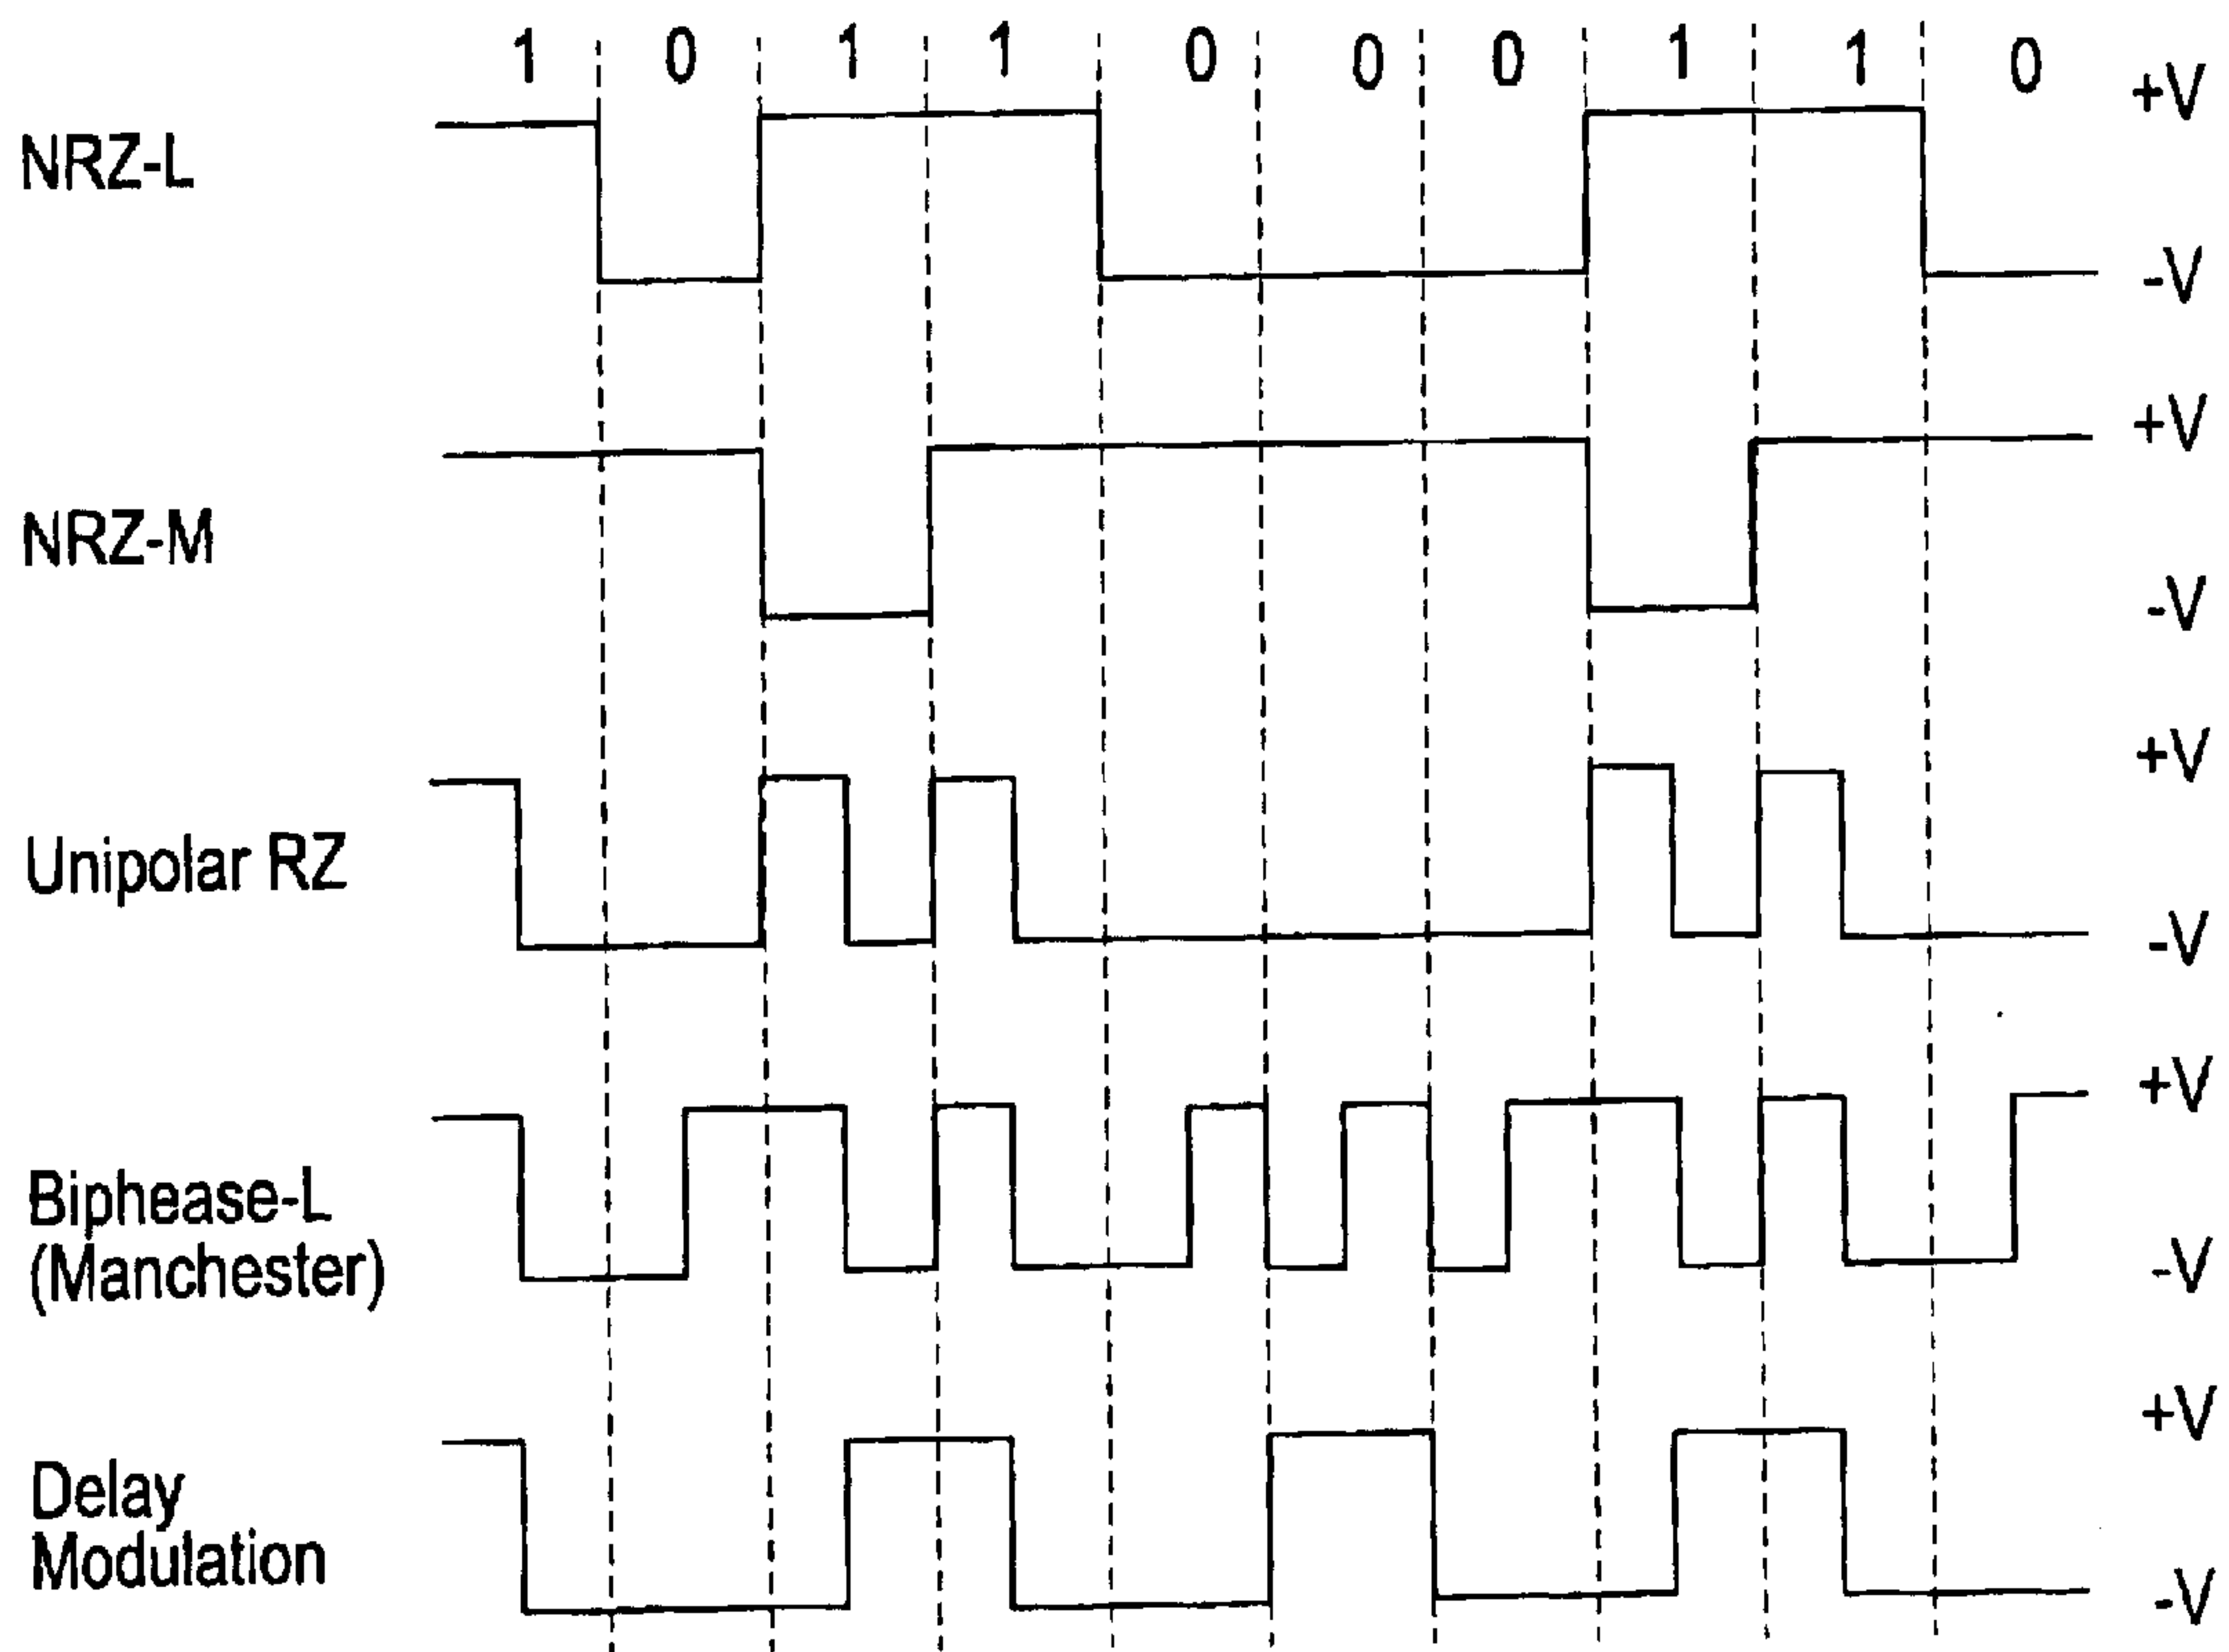 1 0 1 1 0 0 0 1 1 0
+V
NRZ-L
-V
+V
NRZ-M
-V
+V
Unipolar RZ
-V
+V
Biphease-L
(Manchester)
-V
+V
Delay
Modulation
-V